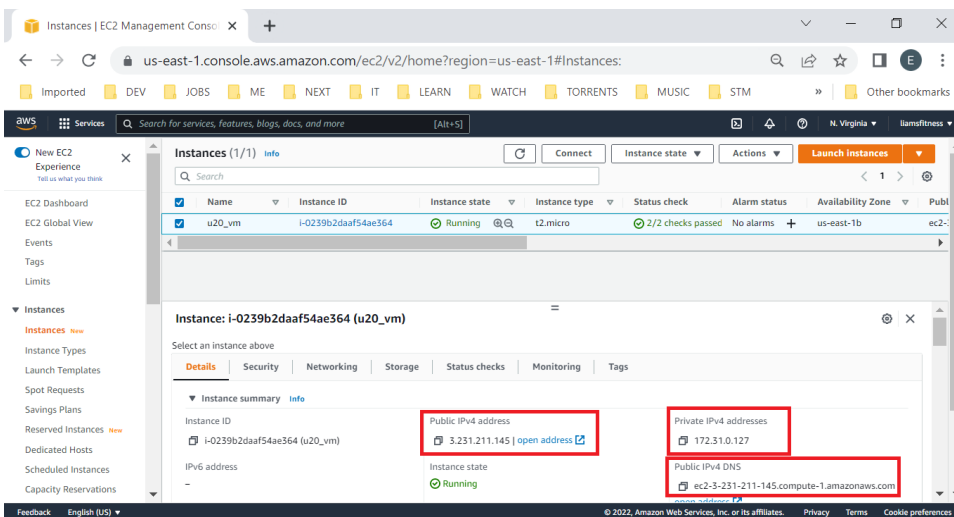 Instances | EC2 Management Consol
us-east-1.console.aws.amazon.com/ec2/v2/home?region=us-east-1#Instances:
E
Imported DEV JOBS ME NEXT IT LEARN WATCH TORRENTS MUSIC STM » Other bookmarks
aws Services Search for services, features, blogs, docs, and more [Alt+S] N. Virginia liamsfitness
New EC2
Experience
Tell us what you think
Instances (1/1) Info Connect Instance state Actions Launch instances
Search 1
Name Instance ID Instance state Instance type Status check Alarm status Availability Zone Publ
u20_vm i-0239b2daaf54ae364 Running t2.micro 2/2 checks passed No alarms + us-east-1b ec2-
EC2 Dashboard
EC2 Global View
Events
Tags
Limits
Instances
Instances New
Instance Types
Launch Templates
Spot Requests
Savings Plans
Reserved Instances New
Dedicated Hosts
Scheduled Instances
Capacity Reservations
Instance: i-0239b2daaf54ae364 (u20_vm)
Select an instance above
Details Security Networking Storage Status checks Monitoring Tags
Instance summary Info
Instance ID Public IPv4 address Private IPv4 addresses
i-0239b2daaf54ae364 (u20_vm) 3.231.211.145 | open address 172.31.0.127
IPv6 address Instance state Public IPv4 DNS
– Running ec2-3-231-211-145.compute-1.amazonaws.com
open address
Feedback English (US) © 2022, Amazon Web Services, Inc. or its affiliates. Privacy Terms Cookie preferences